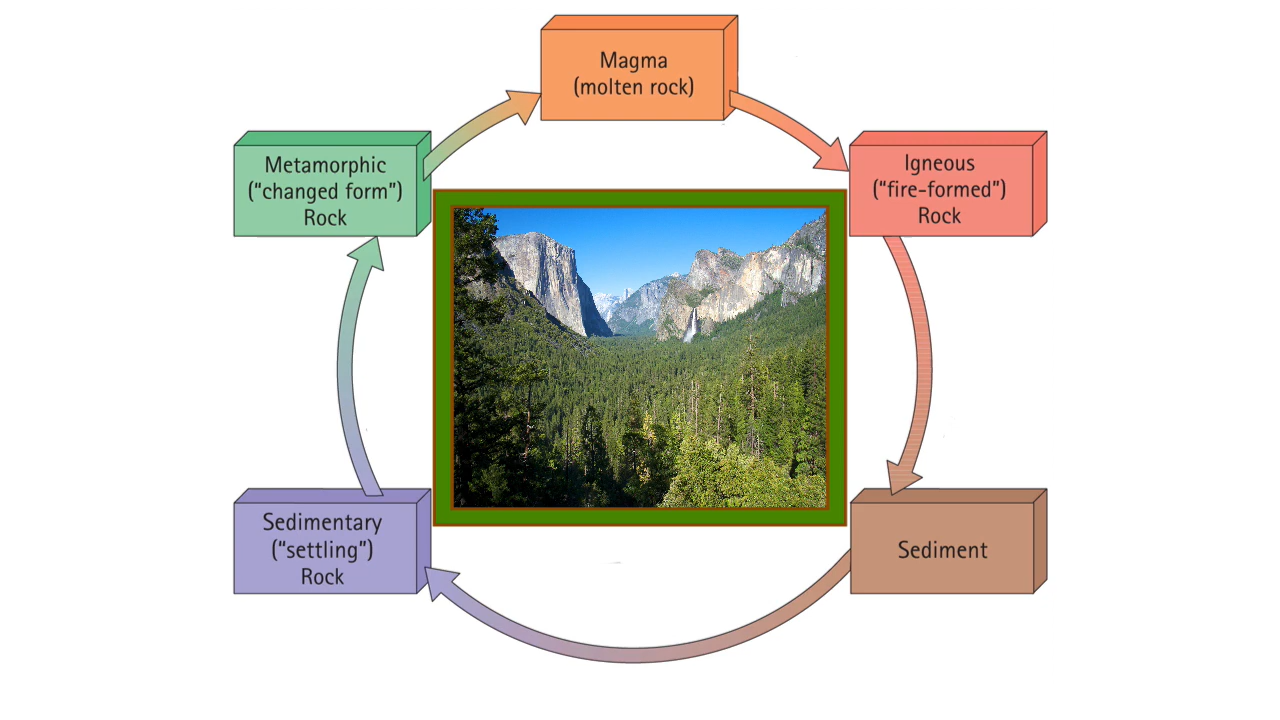 Magma
(molten rock)
Igneous
(“fire-formed”)
Rock
Sediment
Sedimentary
(“settling”)
Rock
Metamorphic
(“changed form”)
Rock